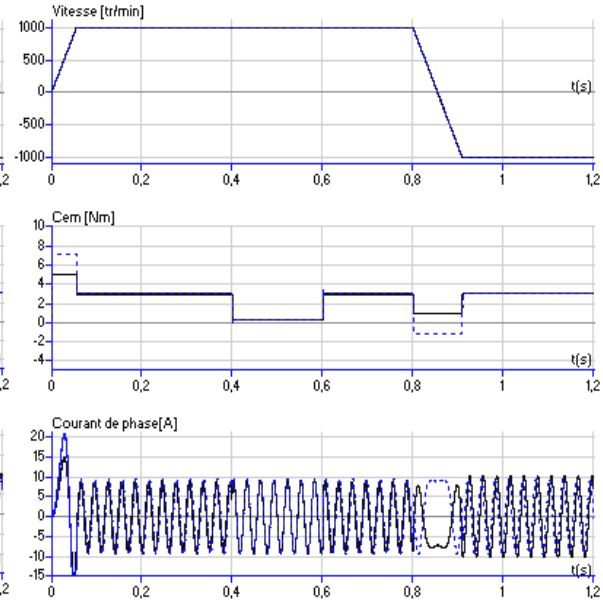 Vitesse [tr/min]
1000
500
0
-500
-1000
t(s)
,2 0 0,2 0,4 0,6 0,8 1 1,2
Cem [Nm]
10
8
6
4
2
0
-2
-4
t(s)
,2 0 0,2 0,4 0,6 0,8 1 1,2
Courant de phase[A]
20
15
10
5
0
-5
-10
-15
t(s)
,2 0 0,2 0,4 0,6 0,8 1 1,2